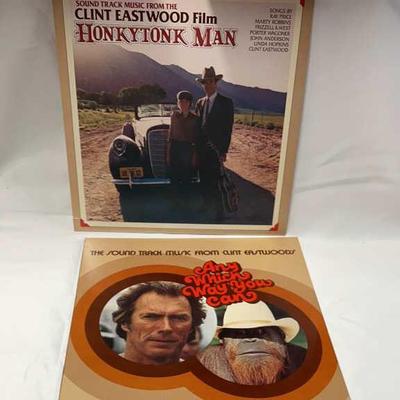 SOUND TRACK MUSIC FROM THE
CLINT EASTWOOD Film
HONKYTONK MAN
SONGS BY
RAY PRICE
MARTY ROBBINS
FRIZZELL & WEST
PORTER WAGONER
JOHN ANDERSON
LINDA HOPKINS
CLINT EASTWOOD
THE SOUND TRACK MUSIC FROM CLINT EASTWOOD'S
Any
Which
Way You
Can